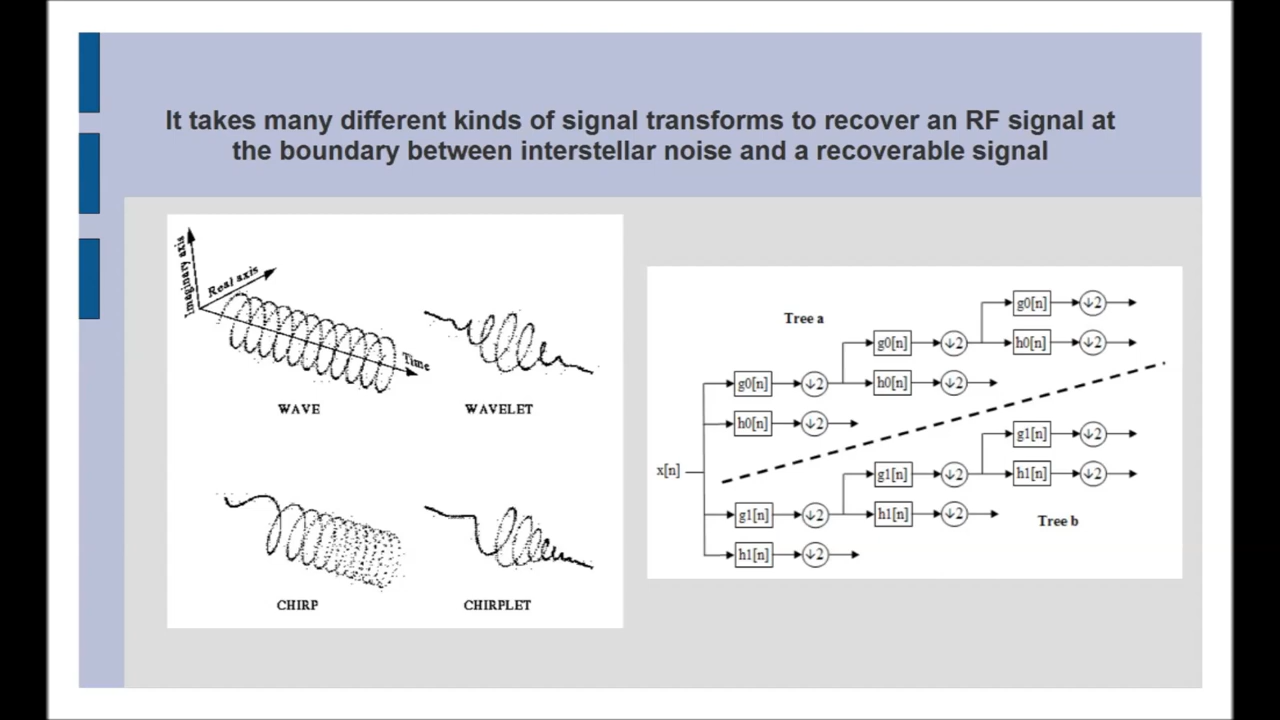 It takes many different kinds of signal transforms to recover an RF signal at
the boundary between interstellar noise and a recoverable signal
Imaginary axis
Real axis
Time
WAVE
WAVELET
CHIRP
CHIRPLET
Tree a
g0[n] ↓2
h0[n] ↓2
g0[n] ↓2
h0[n] ↓2
g0[n] ↓2
h0[n] ↓2
x[n]
g1[n] ↓2
h1[n] ↓2
g1[n] ↓2
h1[n] ↓2
g1[n] ↓2
h1[n] ↓2
Tree b